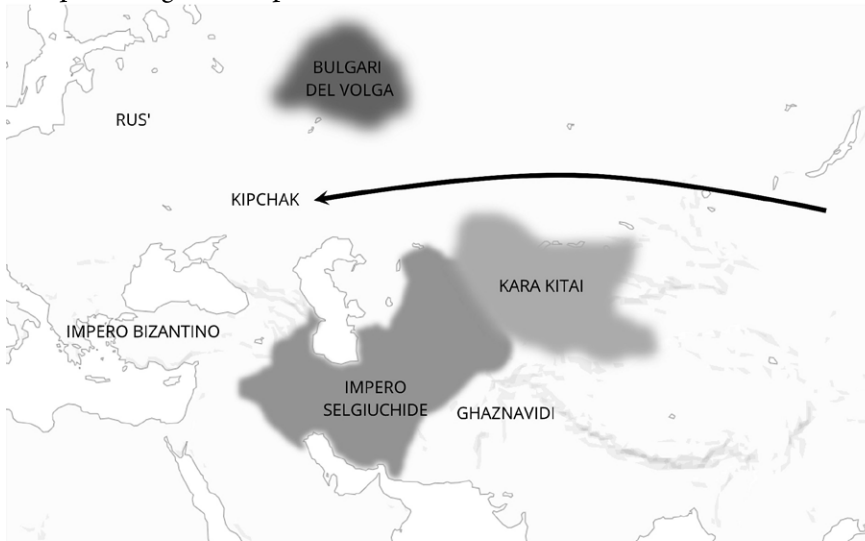 BULGARI
DEL VOLGA
RUS'
KIPCHAK
KARA KITAI
IMPERO BIZANTINO
IMPERO
SELGIUCHIDE
GHAZNAVIDI